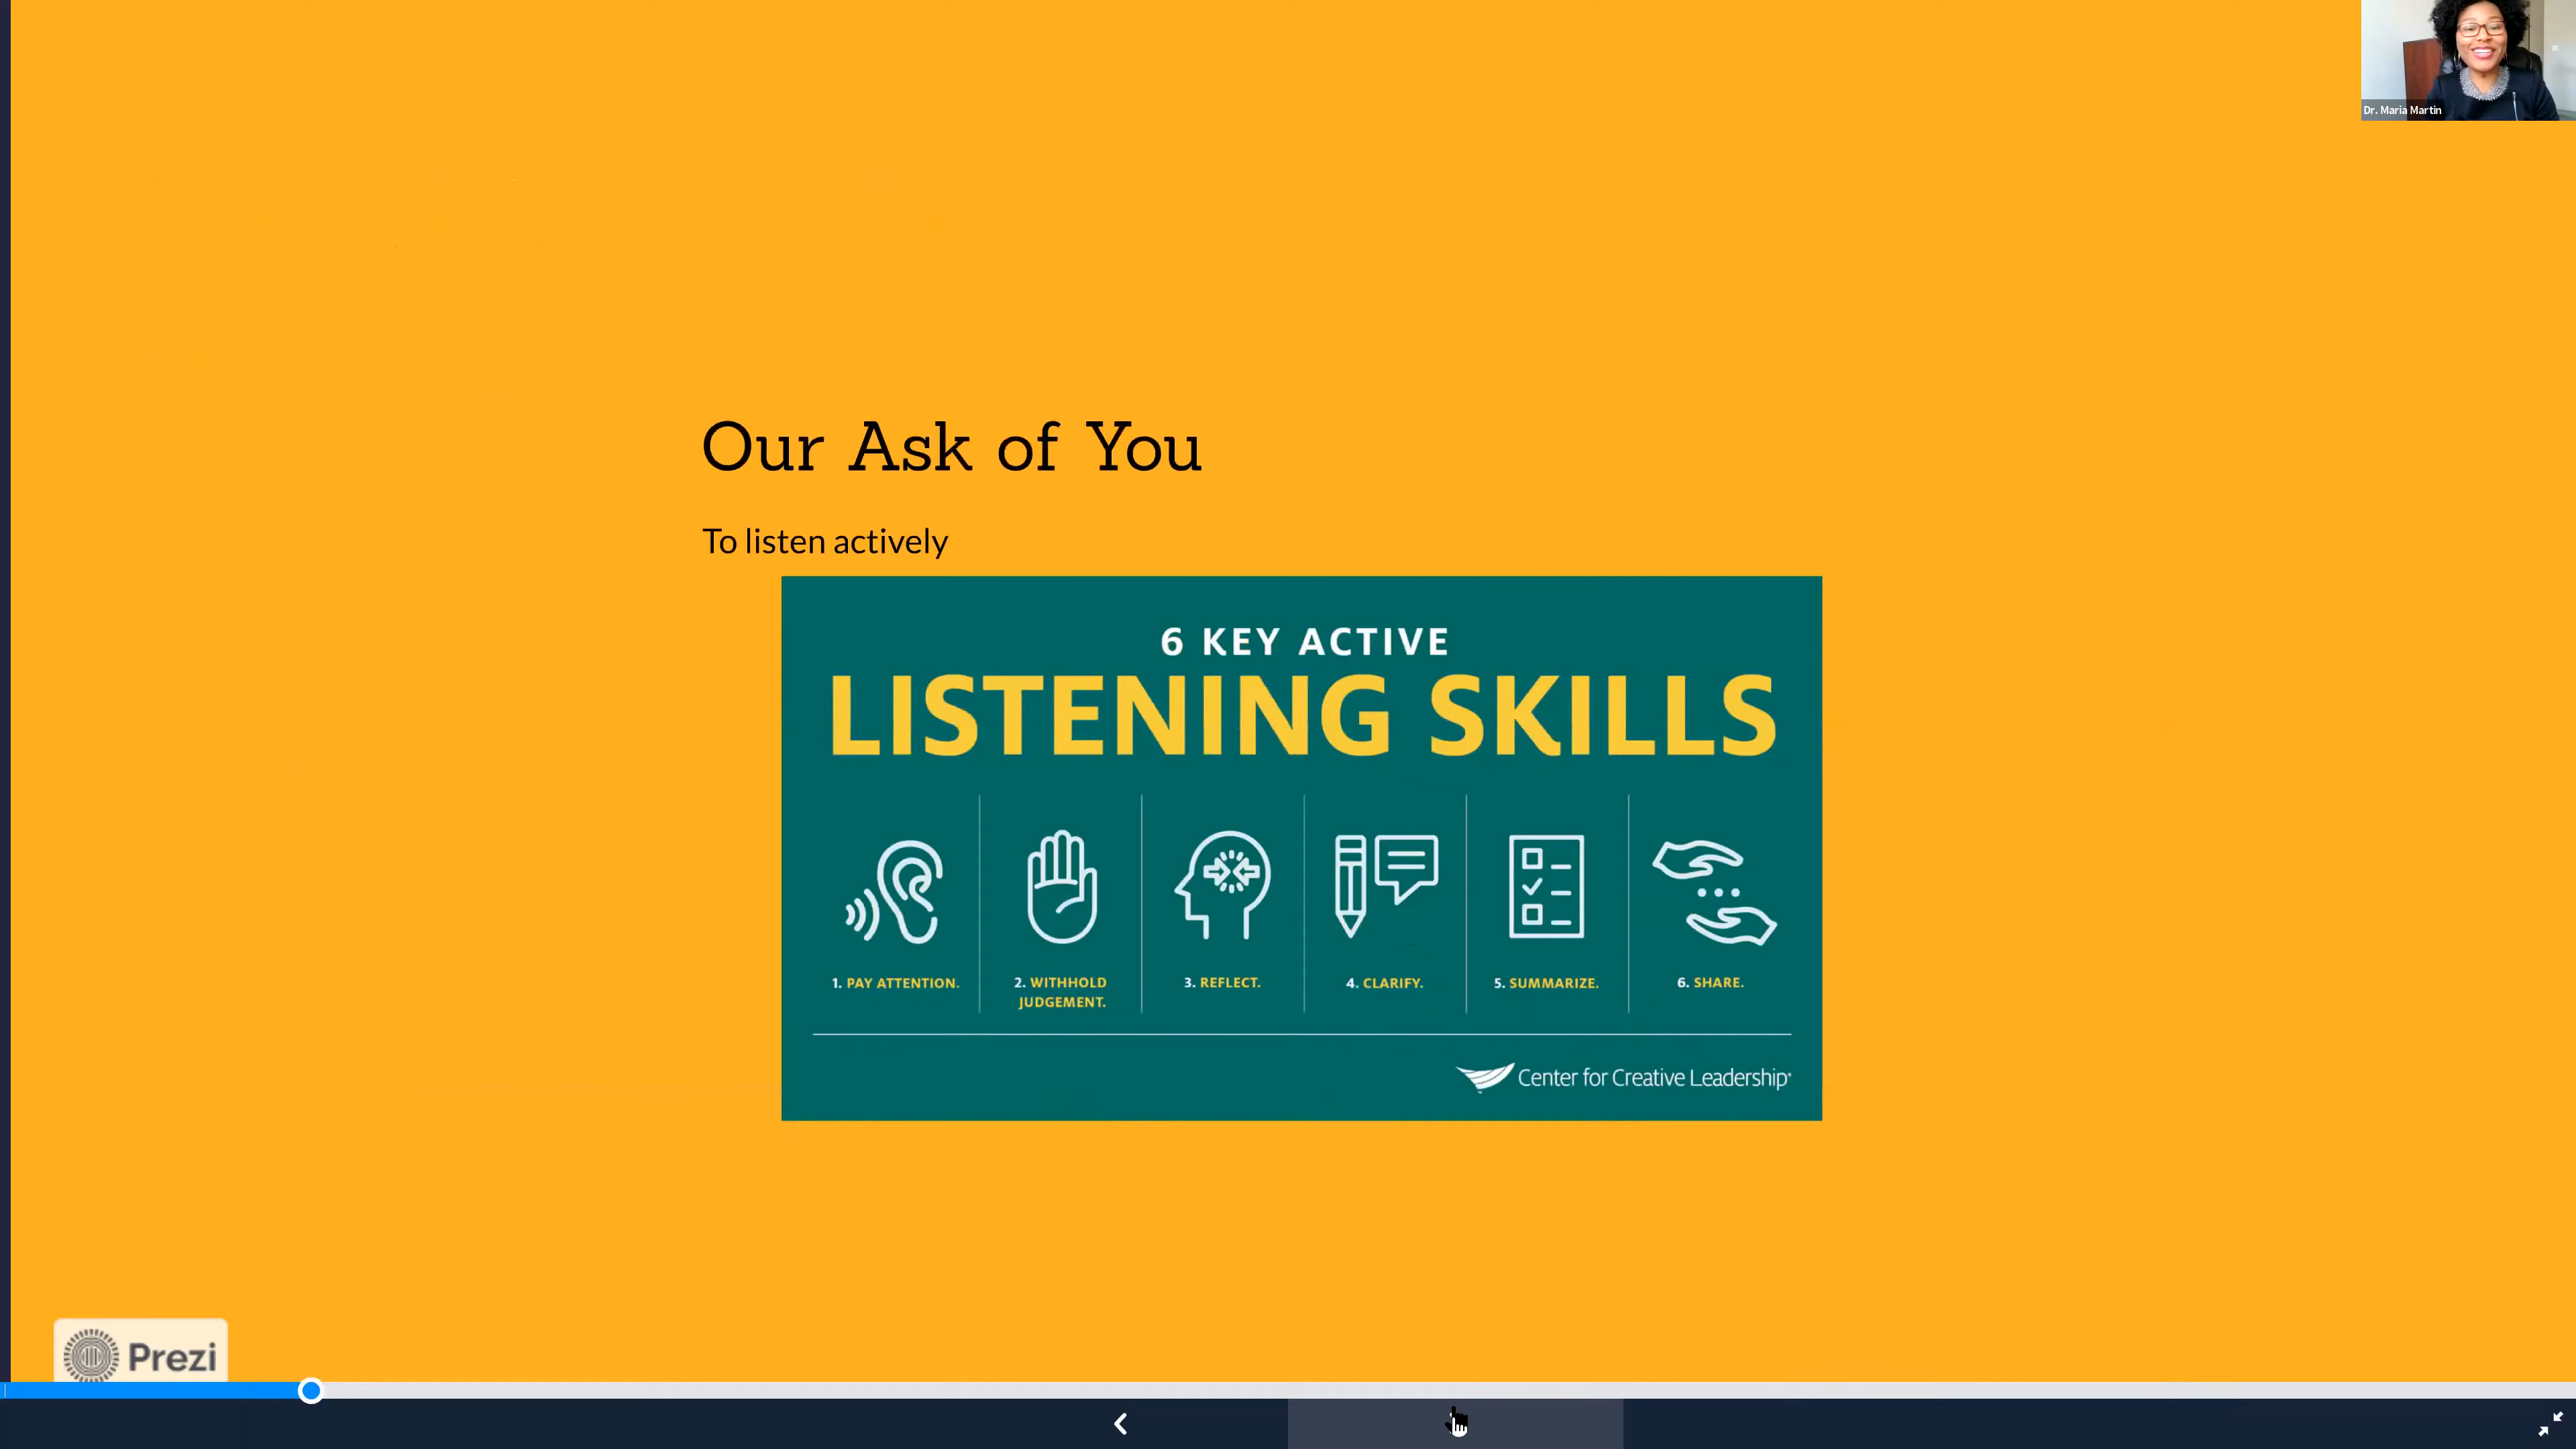 Dr. Maria Martin
Our Ask of You
To listen actively
6 KEY ACTIVE
LISTENING SKILLS
1. PAY ATTENTION.
2. WITHHOLD
JUDGEMENT.
3. REFLECT.
4. CLARIFY.
5. SUMMARIZE.
6. SHARE.
Center for Creative Leadership
Prezi